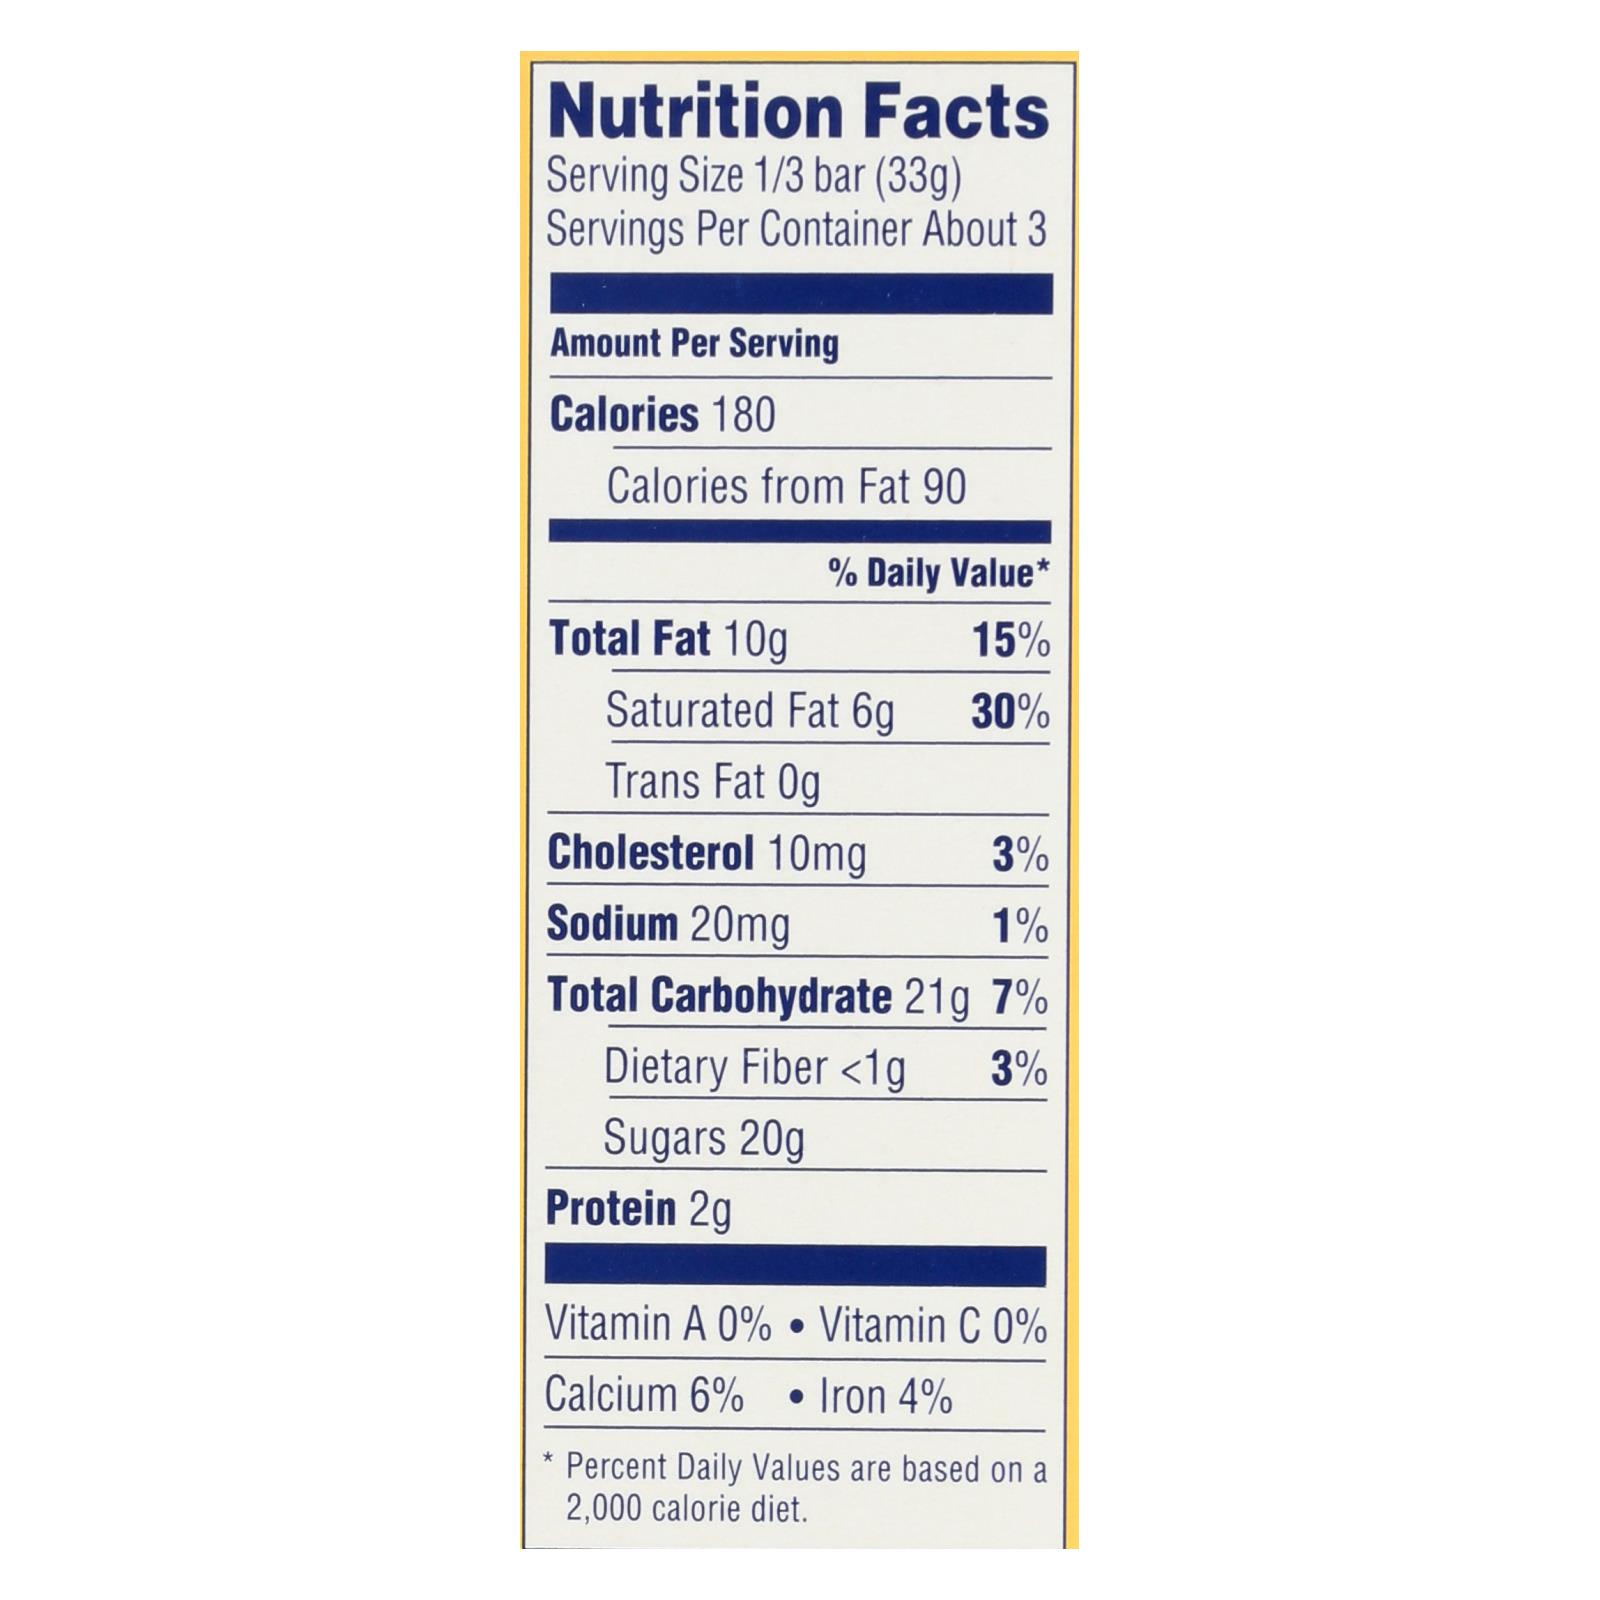 Nutrition Facts
Serving Size 1/3 bar (33g)
Servings Per Container About 3
Amount Per Serving
Calories 180
Calories from Fat 90
% Daily Value*
Total Fat 10g 15%
Saturated Fat 6g 30%
Trans Fat 0g
Cholesterol 10mg 3%
Sodium 20mg 1%
Total Carbohydrate 21g 7%
Dietary Fiber <1g 3%
Sugars 20g
Protein 2g
Vitamin A 0% • Vitamin C 0%
Calcium 6% • Iron 4%
* Percent Daily Values are based on a
2,000 calorie diet.